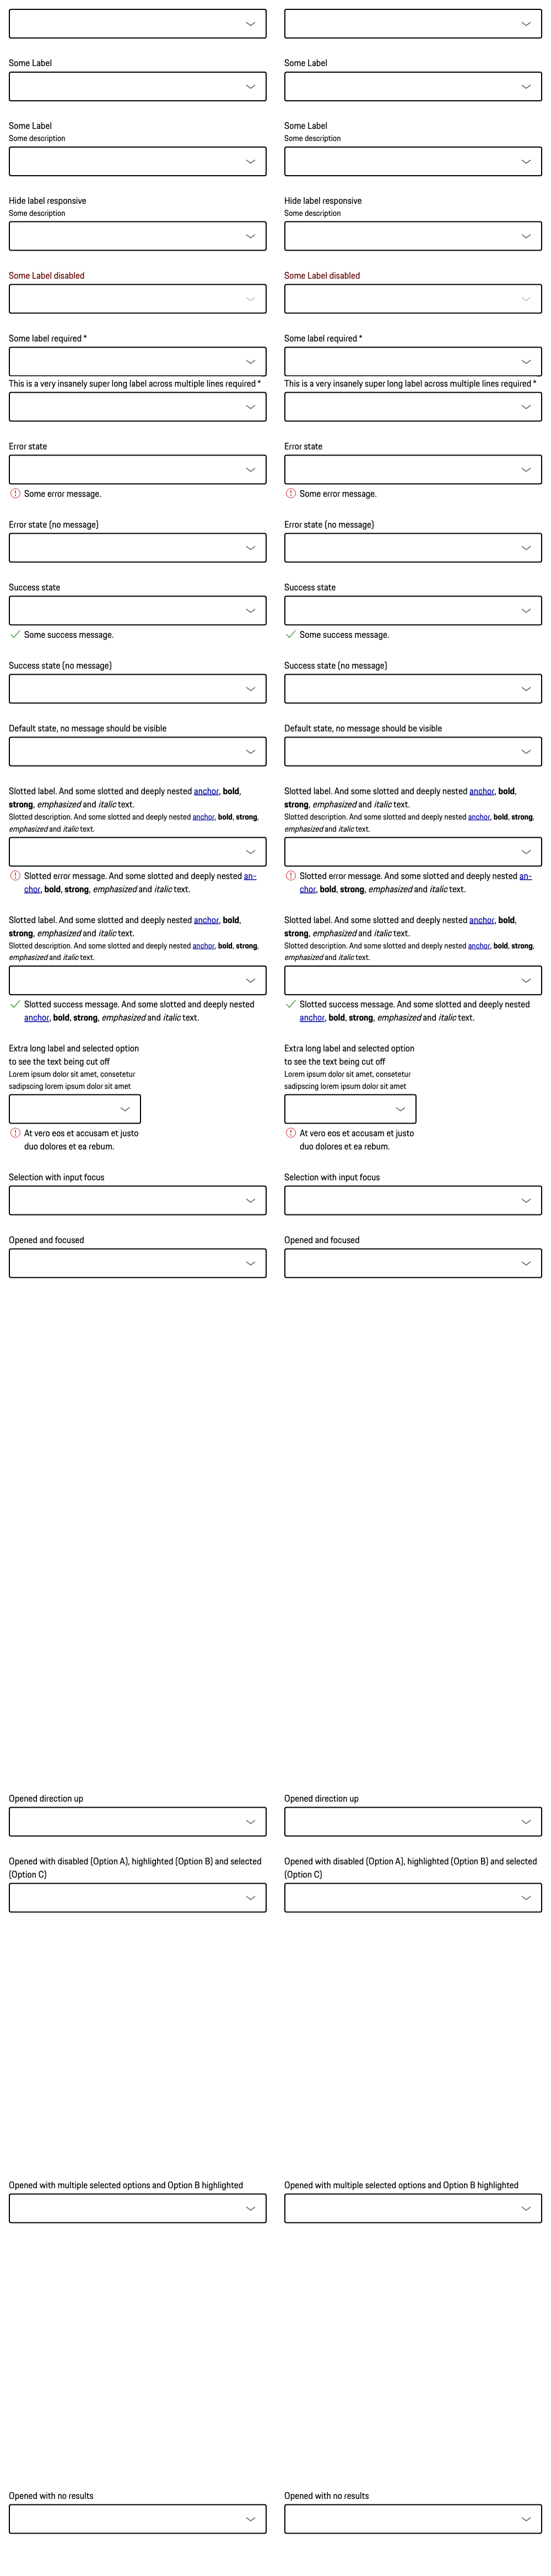 Some Label
Some Label
Some Label
Some description
Some Label
Some description
Hide label responsive
Some description
Hide label responsive
Some description
Some Label disabled
Some Label disabled
Some label required *
Some label required *
This is a very insanely super long label across multiple lines required *
This is a very insanely super long label across multiple lines required *
Error state
Some error message.
Error state
Some error message.
Error state (no message)
Error state (no message)
Success state
Some success message.
Success state
Some success message.
Success state (no message)
Success state (no message)
Default state, no message should be visible
Default state, no message should be visible
Slotted label. And some slotted and deeply nested anchor, bold,
strong, emphasized and italic text.
Slotted description. And some slotted and deeply nested anchor, bold, strong,
emphasized and italic text.
Slotted error message. And some slotted and deeply nested an-
chor, bold, strong, emphasized and italic text.
Slotted label. And some slotted and deeply nested anchor, bold,
strong, emphasized and italic text.
Slotted description. And some slotted and deeply nested anchor, bold, strong,
emphasized and italic text.
Slotted error message. And some slotted and deeply nested an-
chor, bold, strong, emphasized and italic text.
Slotted label. And some slotted and deeply nested anchor, bold,
strong, emphasized and italic text.
Slotted description. And some slotted and deeply nested anchor, bold, strong,
emphasized and italic text.
Slotted success message. And some slotted and deeply nested
anchor, bold, strong, emphasized and italic text.
Slotted label. And some slotted and deeply nested anchor, bold,
strong, emphasized and italic text.
Slotted description. And some slotted and deeply nested anchor, bold, strong,
emphasized and italic text.
Slotted success message. And some slotted and deeply nested
anchor, bold, strong, emphasized and italic text.
Extra long label and selected option
to see the text being cut off
Lorem ipsum dolor sit amet, consetetur
sadipscing lorem ipsum dolor sit amet
At vero eos et accusam et justo
duo dolores et ea rebum.
Extra long label and selected option
to see the text being cut off
Lorem ipsum dolor sit amet, consetetur
sadipscing lorem ipsum dolor sit amet
At vero eos et accusam et justo
duo dolores et ea rebum.
Selection with input focus
Selection with input focus
Opened and focused
Opened and focused
Opened direction up
Opened direction up
Opened with disabled (Option A), highlighted (Option B) and selected
(Option C)
Opened with disabled (Option A), highlighted (Option B) and selected
(Option C)
Opened with multiple selected options and Option B highlighted
Opened with multiple selected options and Option B highlighted
Opened with no results
Opened with no results